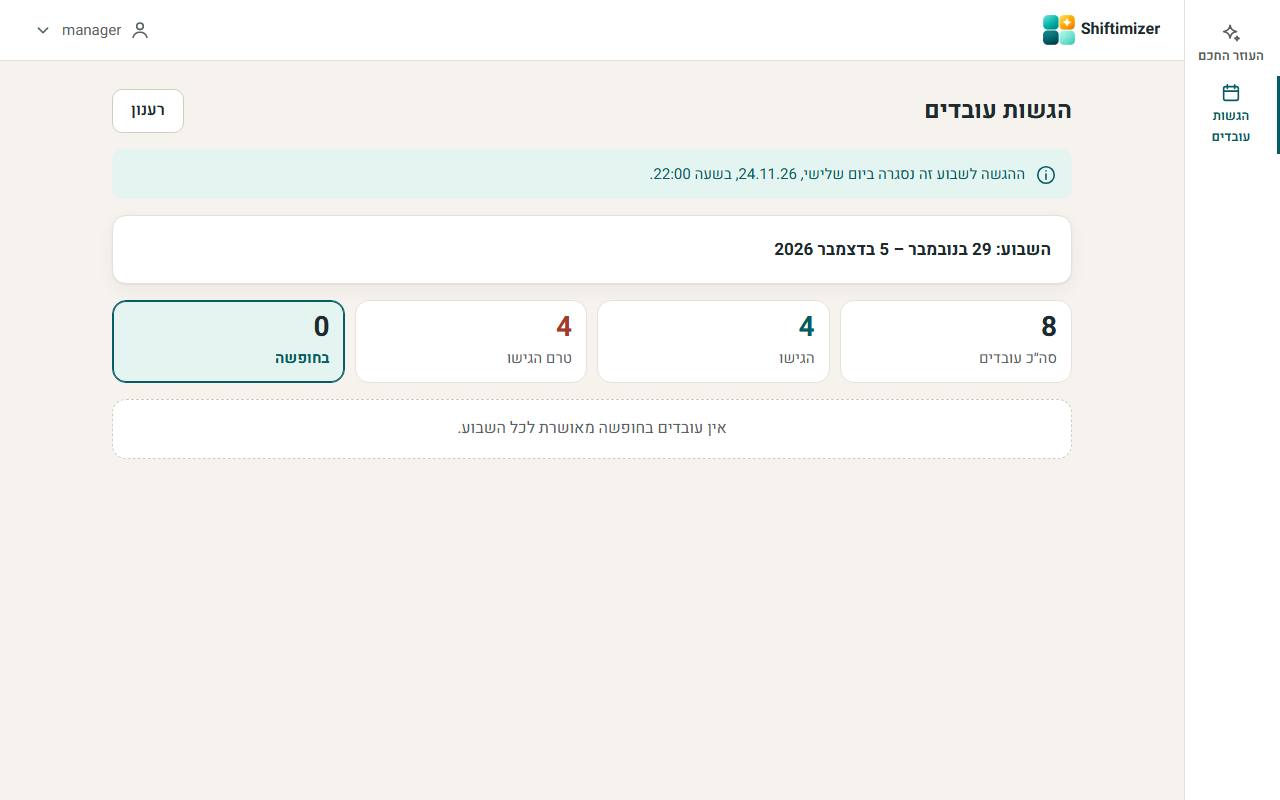 Shiftimizer
manager
העוזר החכם
הגשות
עובדים
הגשות עובדים
רענון
ההגשה לשבוע זה נסגרה ביום שלישי, 24.11.26, בשעה 22:00.
השבוע: 29 בנובמבר – 5 בדצמבר 2026
8
סה"כ עובדים
4
הגישו
4
טרם הגישו
0
בחופשה
אין עובדים בחופשה מאושרת לכל השבוע.